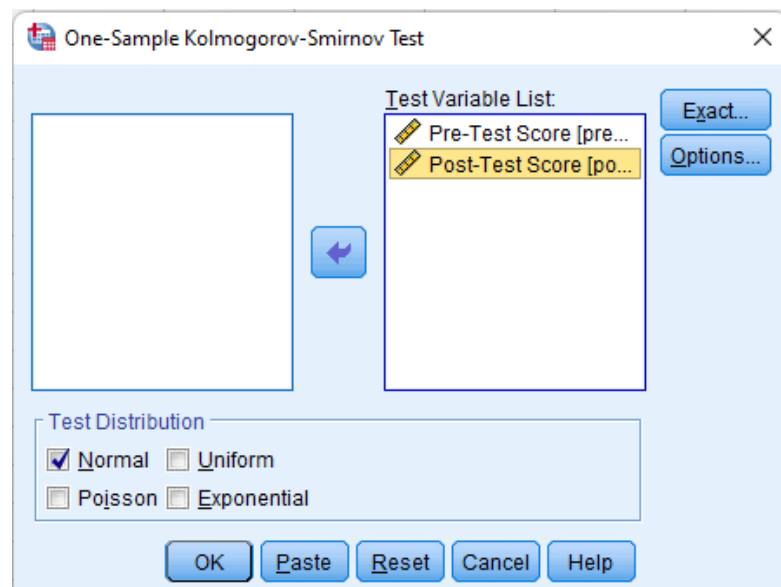 One-Sample Kolmogorov-Smirnov Test
Test Variable List:
Pre-Test Score [pre...
Post-Test Score [po...
Exact...
Options...
Test Distribution
Normal Uniform
Poisson Exponential
OK Paste Reset Cancel Help